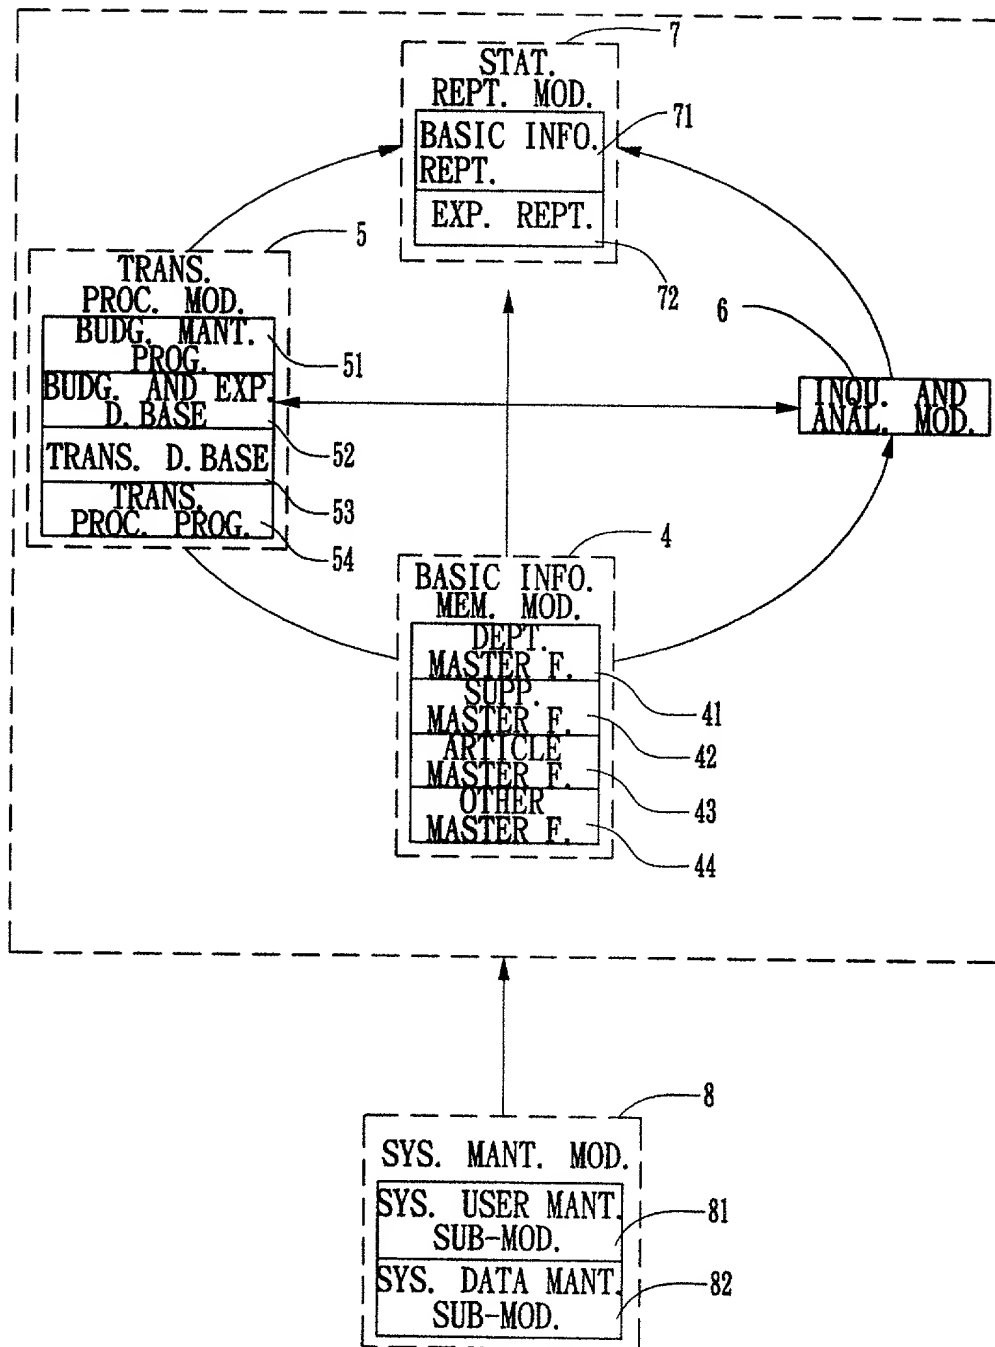 7
STAT.
REPT. MOD.
71
BASIC INFO.
REPT.
EXP. REPT.
72
5
TRANS.
PROC. MOD.
BUDG. MANT.
PROG.
51
BUDG. AND EXP.
D. BASE
52
TRANS. D. BASE
53
TRANS.
PROC. PROG.
54
6
INQU. AND
ANAL. MOD.
4
BASIC INFO.
MEM. MOD.
DEPT.
MASTER F.
41
SUPP.
MASTER F.
42
ARTICLE
MASTER F.
43
OTHER
MASTER F.
44
8
SYS. MANT. MOD.
SYS. USER MANT.
SUB-MOD.
81
SYS. DATA MANT.
SUB-MOD.
82